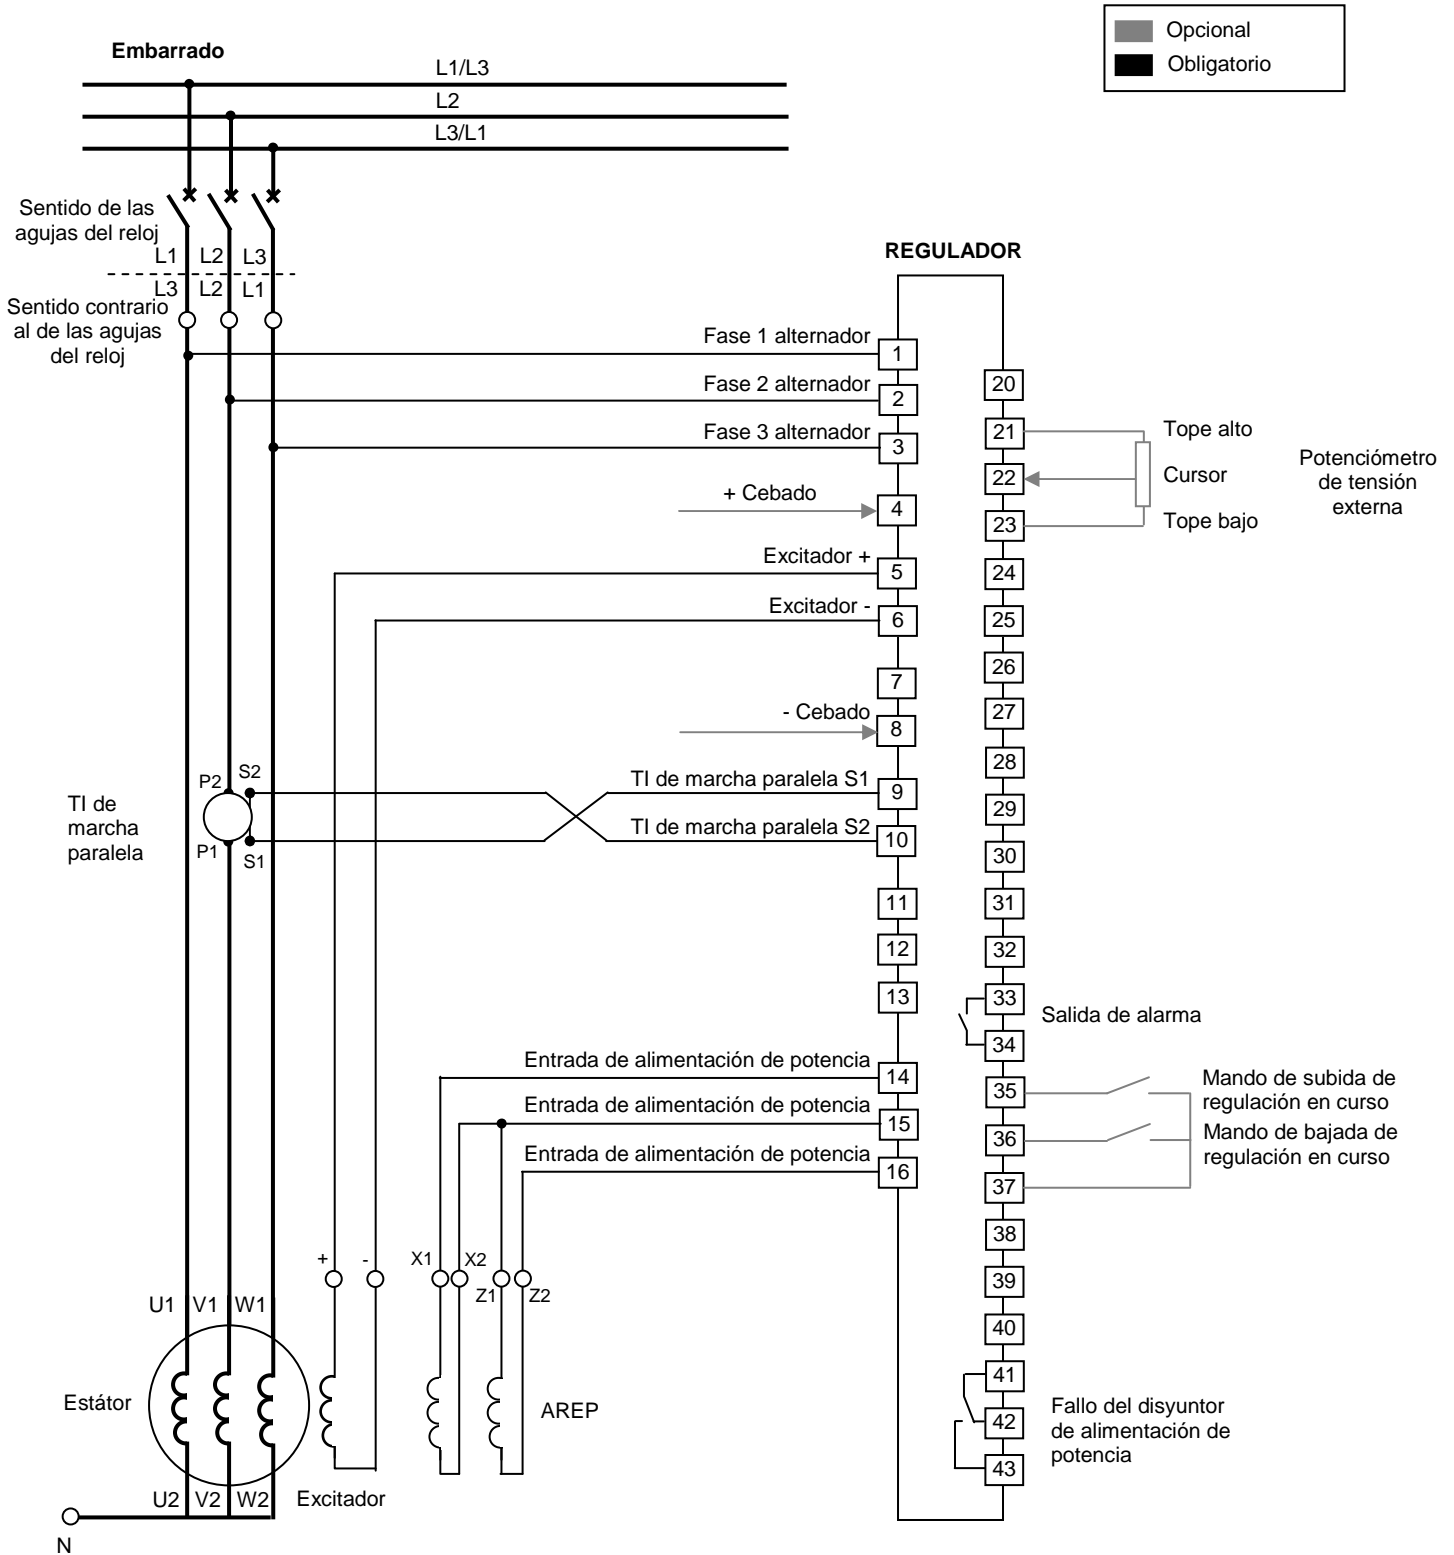 Opcional
Obligatorio
Embarrado
L1/L3
L2
L3/L1
Sentido de las
agujas del reloj
L1 L2 L3
L3 L2 L1
Sentido contrario
al de las agujas
del reloj
REGULADOR
Fase 1 alternador
1
Fase 2 alternador
2
Fase 3 alternador
3
+ Cebado
4
Excitador +
5
Excitador -
6
7
- Cebado
8
TI de marcha paralela S1
9
TI de marcha paralela S2
10
11
12
13
Entrada de alimentación de potencia
14
Entrada de alimentación de potencia
15
Entrada de alimentación de potencia
16
20
21
Tope alto
22
Cursor
23
Tope bajo
Potenciómetro
de tensión
externa
24
25
26
27
28
29
30
31
32
33
34
Salida de alarma
35
Mando de subida de
regulación en curso
36
Mando de bajada de
regulación en curso
37
38
39
40
41
42
43
Fallo del disyuntor
de alimentación de
potencia
TI de
marcha
paralela
P2 S2
P1 S1
+ -
X1 X2
Z1 Z2
U1 V1 W1
Estátor
AREP
U2 V2 W2
Excitador
N